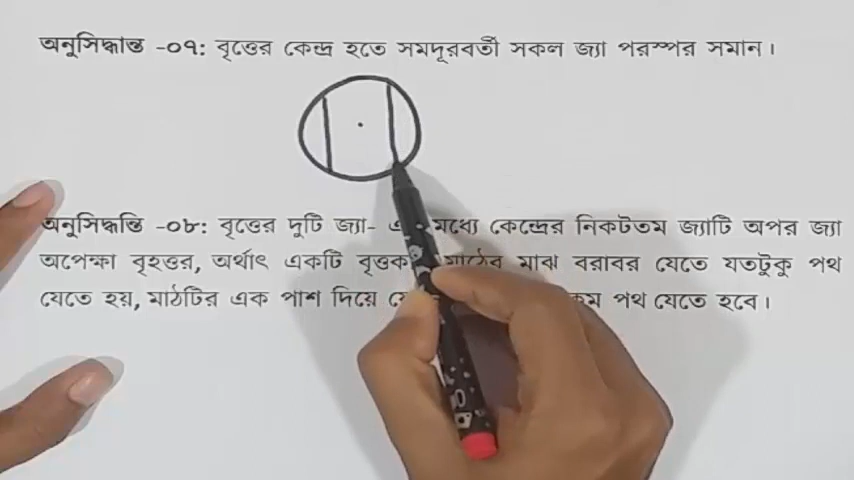 অনুসিদ্ধান্ত -০৭: বৃত্তের কেন্দ্র হতে সমদূরবর্তী সকল জ্যা পরস্পর সমান।
অনুসিদ্ধন্তি -০৮: বৃত্তের দুটি জ্যা- মধ্যে কেন্দ্রের নিকটতম জ্যাটি অপর জ্যা
অপেক্ষা বৃহত্তর, অর্থাৎ একটি মাঠের মাঝ বরাবর যেতে যতটুকু পথ
যেতে হয়, মাঠটির এক পাশ দিয়ে কম পথ যেতে হবে।